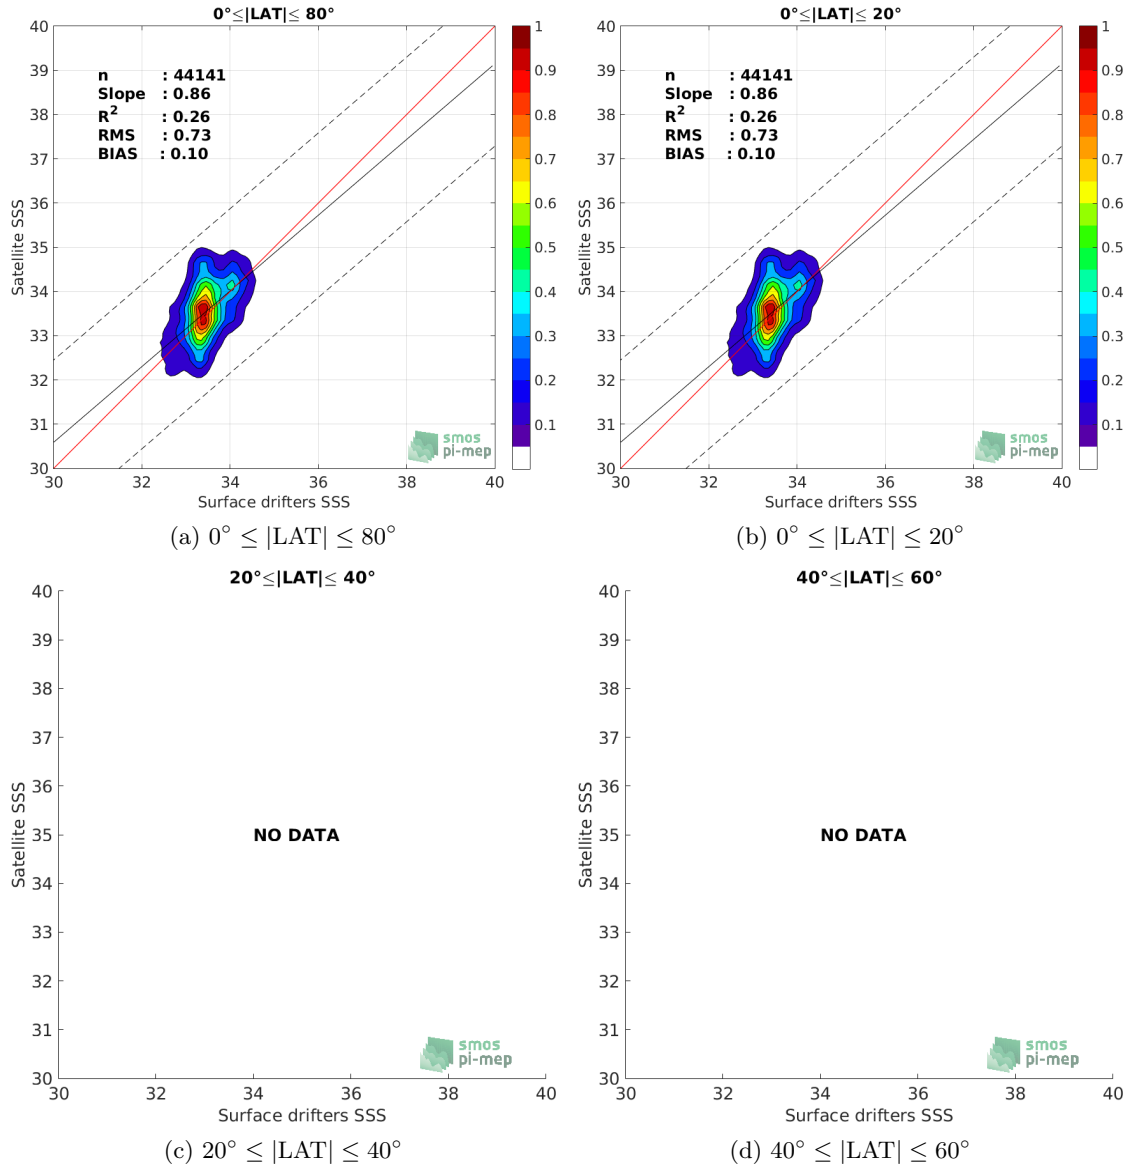 0°≤|LAT|≤ 80°
40
39
38
37
36
35
34
33
32
31
30
Satellite SSS
n : 44141
Slope : 0.86
R² : 0.26
RMS : 0.73
BIAS : 0.10
smos
pi-mep
30 32 34 36 38 40
Surface drifters SSS
1
0.9
0.8
0.7
0.6
0.5
0.4
0.3
0.2
0.1
(a) 0° ≤ |LAT| ≤ 80°
0°≤|LAT|≤ 20°
40
39
38
37
36
35
34
33
32
31
30
Satellite SSS
n : 44141
Slope : 0.86
R² : 0.26
RMS : 0.73
BIAS : 0.10
smos
pi-mep
30 32 34 36 38 40
Surface drifters SSS
1
0.9
0.8
0.7
0.6
0.5
0.4
0.3
0.2
0.1
(b) 0° ≤ |LAT| ≤ 20°
20°≤|LAT|≤ 40°
40
39
38
37
36
35
34
33
32
31
30
Satellite SSS
NO DATA
smos
pi-mep
30 32 34 36 38 40
Surface drifters SSS
(c) 20° ≤ |LAT| ≤ 40°
40°≤|LAT|≤ 60°
40
39
38
37
36
35
34
33
32
31
30
Satellite SSS
NO DATA
smos
pi-mep
30 32 34 36 38 40
Surface drifters SSS
(d) 40° ≤ |LAT| ≤ 60°